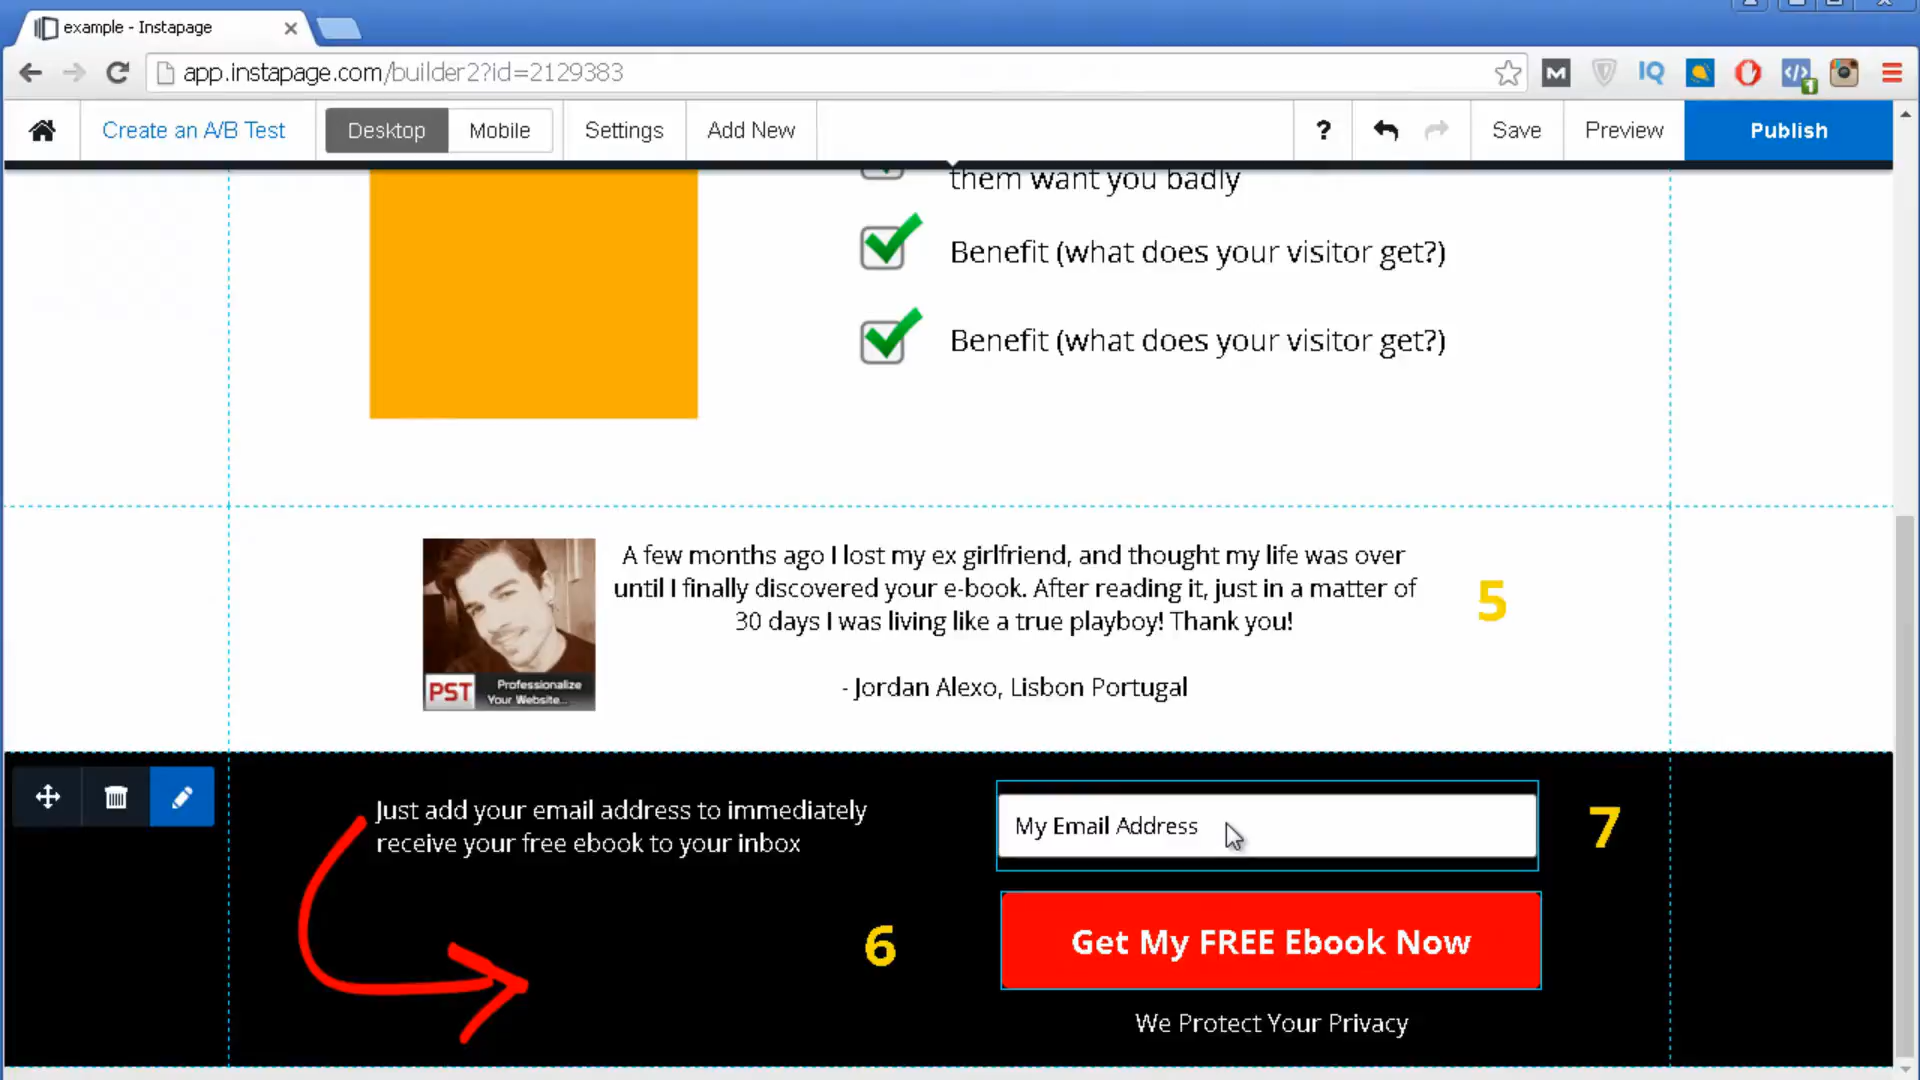 example - Instapage
app.instapage.com/builder2?id=2129383
Create an A/B Test
Desktop
Mobile
Settings
Add New
?
Save
Preview
Publish
them want you badly
Benefit (what does your visitor get?)
Benefit (what does your visitor get?)
A few months ago I lost my ex girlfriend, and thought my life was over
until I finally discovered your e-book. After reading it, just in a matter of
30 days I was living like a true playboy! Thank you!
- Jordan Alexo, Lisbon Portugal
5
PST
Professionalize
Your Website...
Just add your email address to immediately
receive your free ebook to your inbox
My Email Address
7
6
Get My FREE Ebook Now
We Protect Your Privacy
M
IQ
1